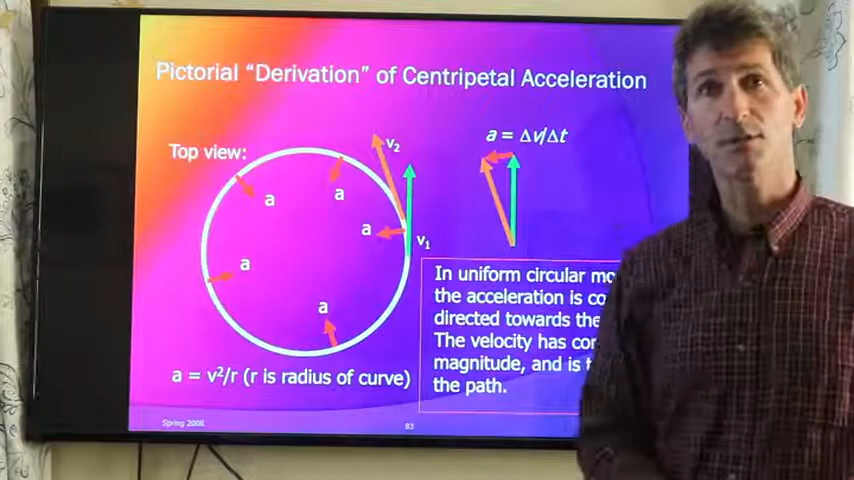 Pictorial "Derivation" of Centripetal Acceleration
a = Δv/Δt
v₂
Top view:
a
a
a
v₁
a
a
In uniform circular mo
the acceleration is co
directed towards the
The velocity has con
magnitude, and is t
the path.
a = v²/r (r is radius of curve)
Spring 2008
83